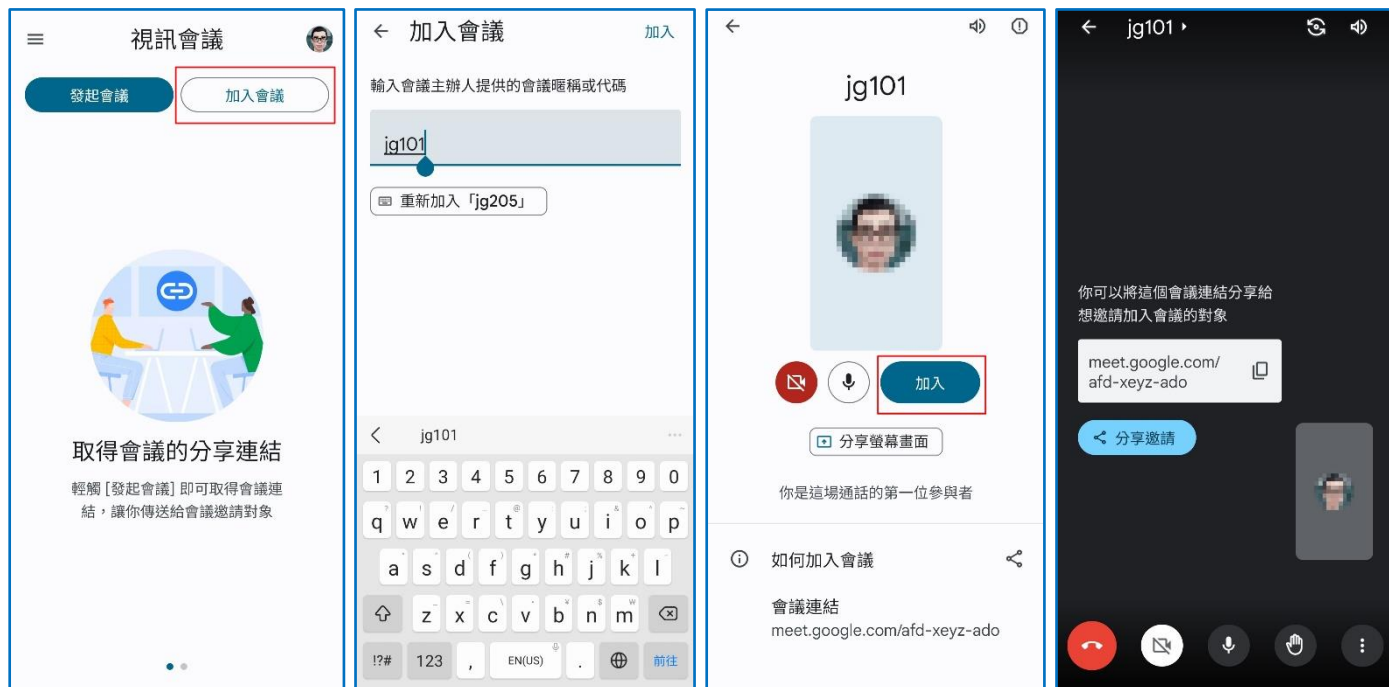 視訊會議
發起會議
加入會議
取得會議的分享連結
輕觸 [發起會議] 即可取得會議連
結，讓你傳送給會議邀請對象
加入會議
加入
輸入會議主辦人提供的會議暱稱或代碼
jg101
重新加入「jg205」
jg101
1 2 3 4 5 6 7 8 9 0
q w e r t y u i o p
a s d f g h j k l
z x c v b n m
!?# 123 , EN(US) . 前往
jg101
加入
分享螢幕畫面
你是這場通話的第一位參與者
如何加入會議
會議連結
meet.google.com/afd-xeyz-ado
jg101
你可以將這個會議連結分享給
想邀請加入會議的對象
meet.google.com/
afd-xeyz-ado
分享邀請